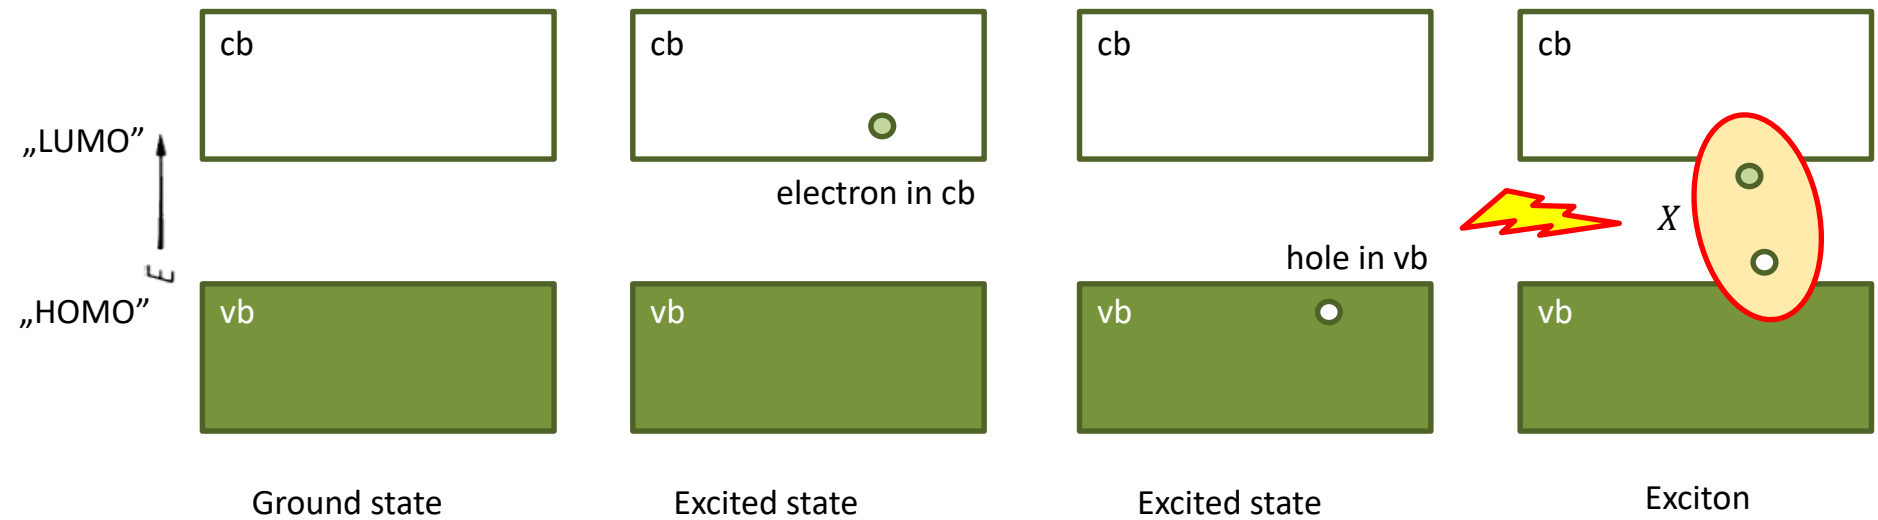 cb
cb
cb
cb
„LUMO”
electron in cb
X
E
hole in vb
„HOMO”
vb
vb
vb
vb
Ground state
Excited state
Excited state
Exciton